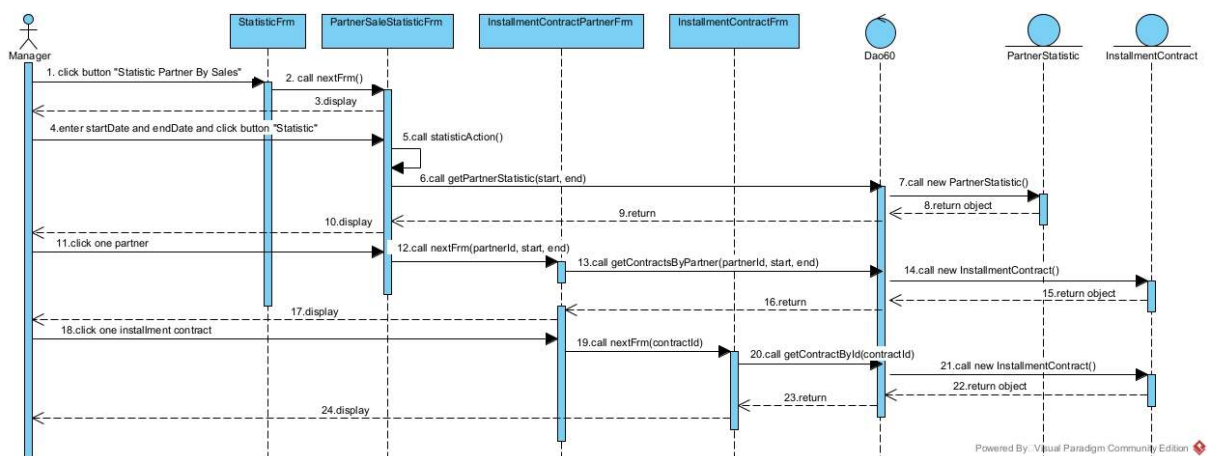 StatisticFrm
PartnerSaleStatisticFrm
InstallmentContractPartnerFrm
InstallmentContractFrm
Manager
Dao60
PartnerStatistic
InstallmentContract
1. click button "Statistic Partner By Sales"
2. call nextFrm()
3.display
4.enter startDate and endDate and click button "Statistic"
5.call statisticAction()
6.call getPartnerStatistic(start, end)
7.call new PartnerStatistic()
8.return object
9.return
10.display
11.click one partner
12.call nextFrm(partnerId, start, end)
13.call getContractsByPartner(partnerId, start, end)
14.call new InstallmentContract()
15.return object
16.return
17.display
18.click one installment contract
19.call nextFrm(contractId)
20.call getContractById(contractId)
21.call new InstallmentContract()
22.return object
23.return
24.display
Powered By: Visual Paradigm Community Edition